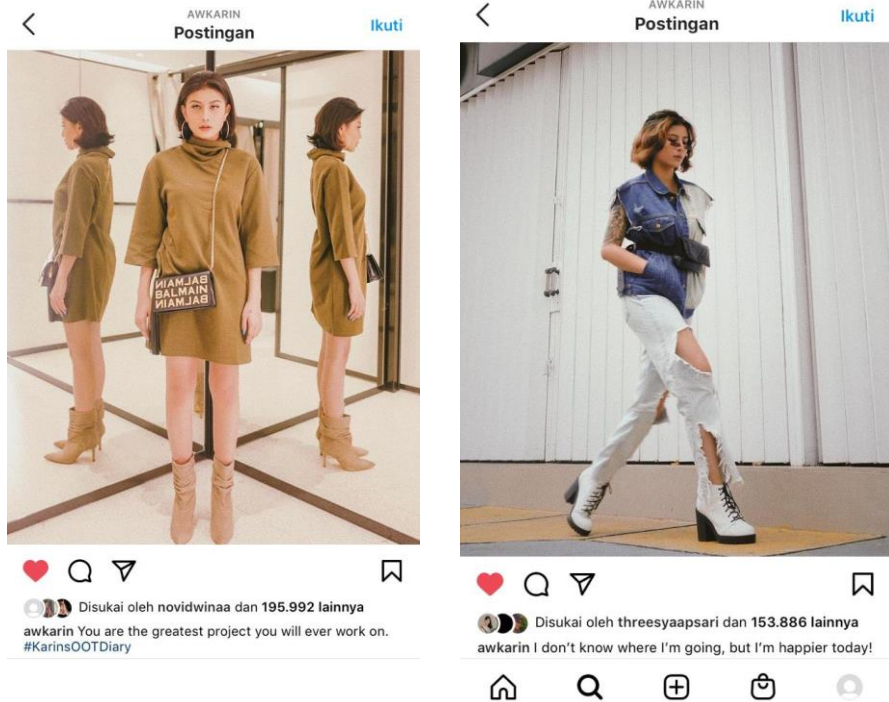 AWKARIN
Postingan
Ikuti
BALMAIN
BALMAIN
BALMAIN
Disukai oleh novidwinaa dan 195.992 lainnya
awkarin You are the greatest project you will ever work on.
#KarinsOOTDiary
AWKARIN
Postingan
Ikuti
Disukai oleh threesyaapsari dan 153.886 lainnya
awkarin I don't know where I'm going, but I'm happier today!